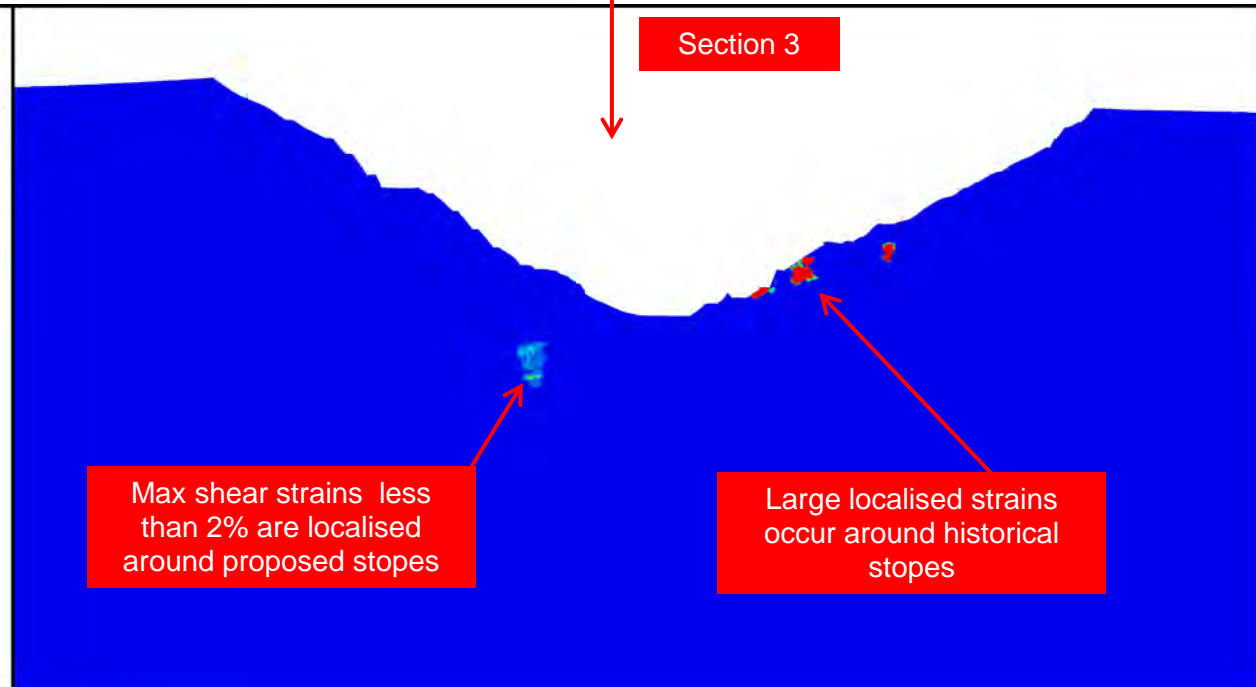 Section 3
Max shear strains less
than 2% are localised
around proposed stopes
Large localised strains
occur around historical
stopes